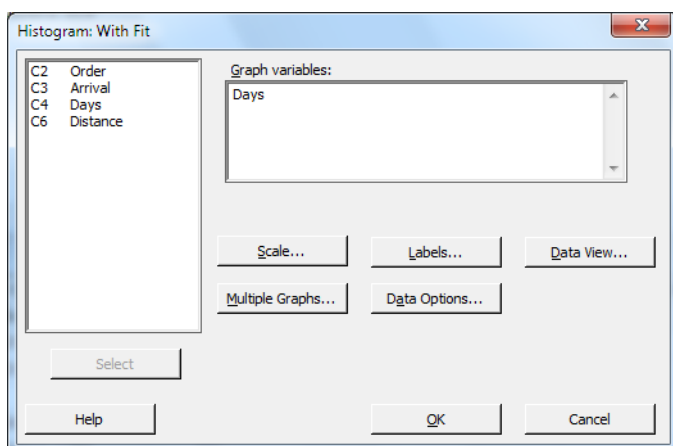 Histogram: With Fit
C2 Order
C3 Arrival
C4 Days
C6 Distance
Graph variables:
Days
Scale...
Labels...
Data View...
Multiple Graphs...
Data Options...
Select
Help
OK
Cancel